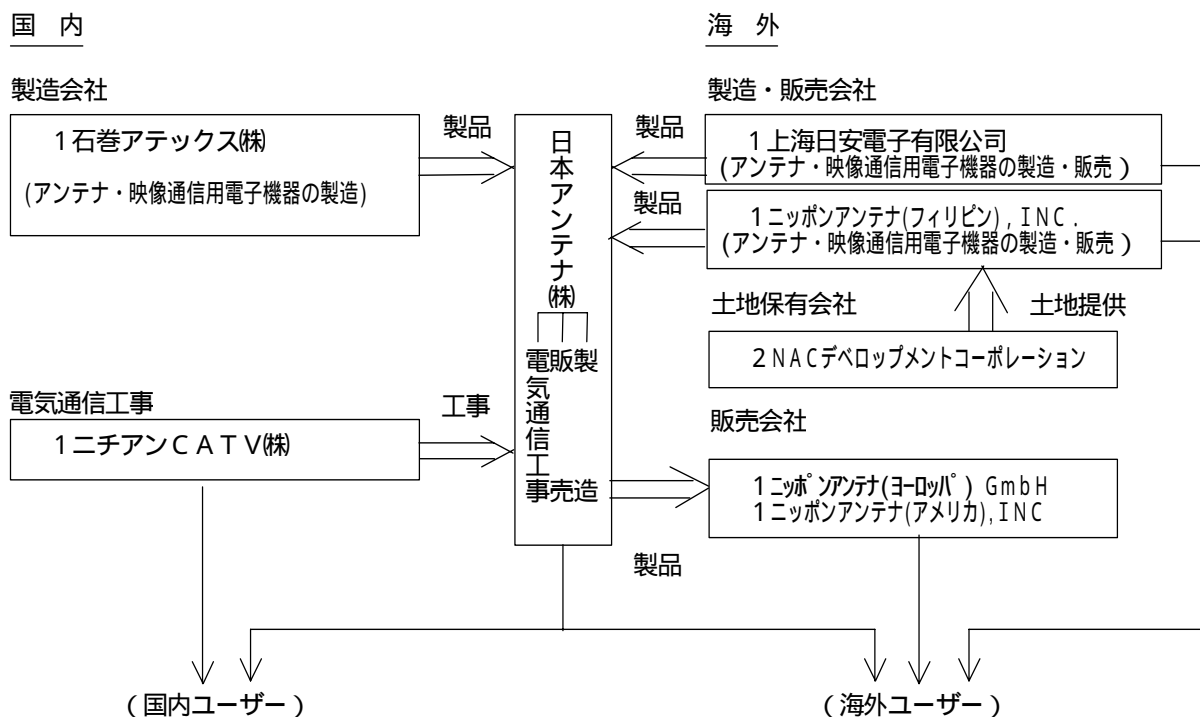 国 内
製造会社
1石巻アテックス㈱
(アンテナ・映像通信用電子機器の製造)
製品
電気通信工事
1ニチアンCATV㈱
工事
日本アンテナ㈱
電気通信工事
販売
製造
海 外
製造・販売会社
製品
1上海日安電子有限公司
(アンテナ・映像通信用電子機器の製造・販売)
製品
1ニッポンアンテナ(フィリピン),INC.
(アンテナ・映像通信用電子機器の製造・販売)
土地保有会社
土地提供
2NACデベロップメントコーポレーション
販売会社
1ニッポンアンテナ(ヨーロッパ)GmbH
1ニッポンアンテナ(アメリカ),INC
製品
(国内ユーザー)
(海外ユーザー)